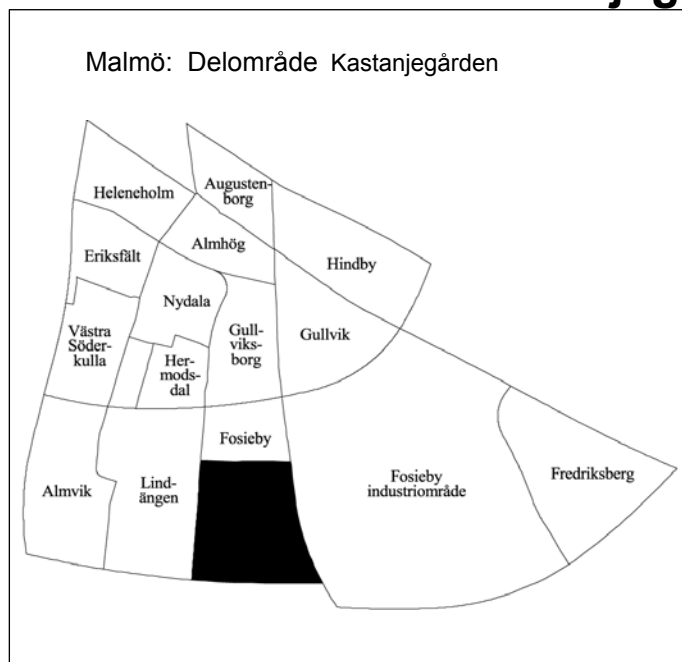 jeg
Malmö: Delområde Kastanjegården
Augusten-
borg
Heleneholm
Almhög
Eriksfält
Hindby
Nydala
Västra
Söder-
kulla
Gull-
viks-
borg
Gullvik
Her-
mods-
dal
Fosieby
Almvik
Lind-
ängen
Fosieby
industriområde
Fredriksberg